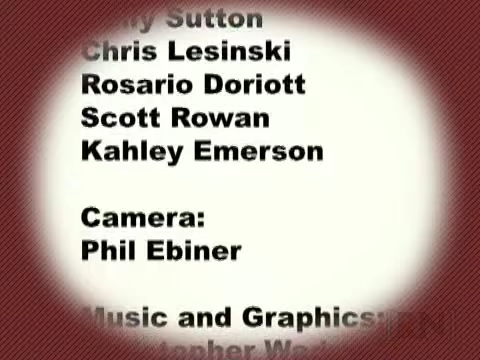 Sutton
Chris Lesinski
Rosario Doriott
Scott Rowan
Kahley Emerson
Camera:
Phil Ebiner
Music and Graphics: